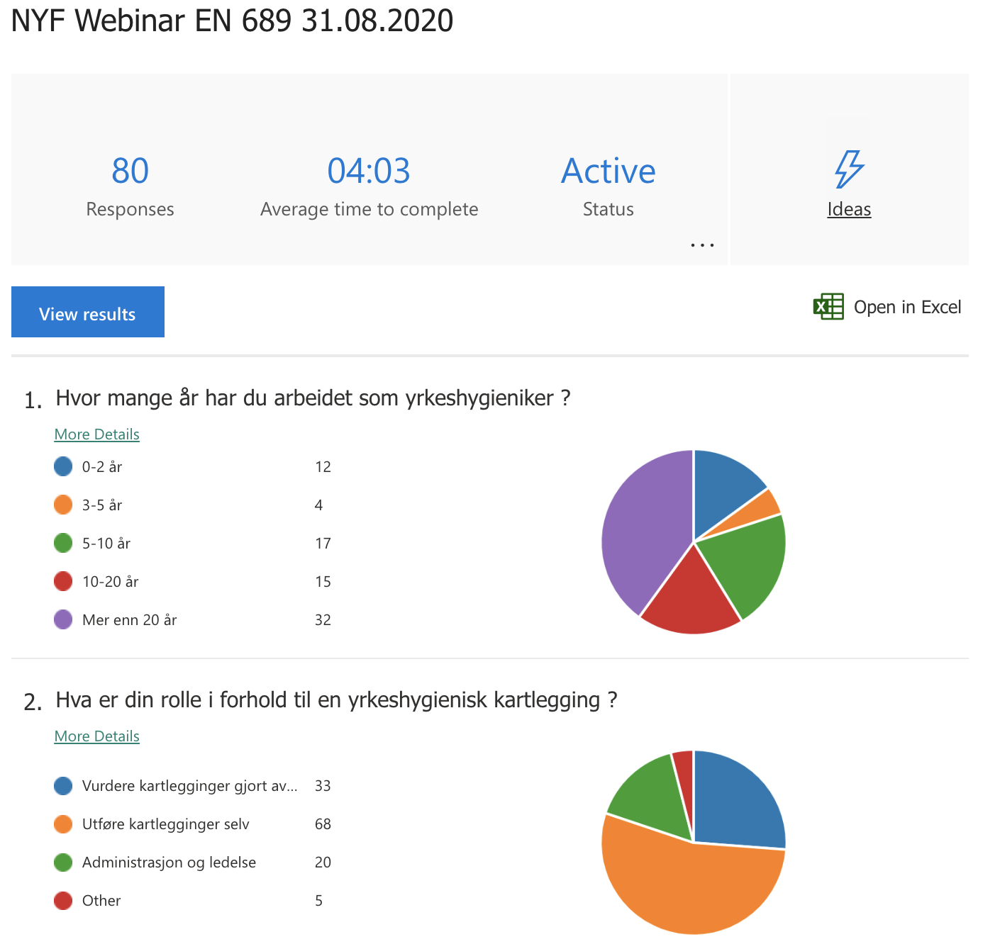 NYF Webinar EN 689 31.08.2020
80
Responses
04:03
Average time to complete
Active
Status
...
Ideas
View results
Open in Excel
1. Hvor mange år har du arbeidet som yrkeshygieniker ?
More Details
0-2 år 12
3-5 år 4
5-10 år 17
10-20 år 15
Mer enn 20 år 32
2. Hva er din rolle i forhold til en yrkeshygienisk kartlegging ?
More Details
Vurdere kartlegginger gjort av... 33
Utføre kartlegginger selv 68
Administrasjon og ledelse 20
Other 5